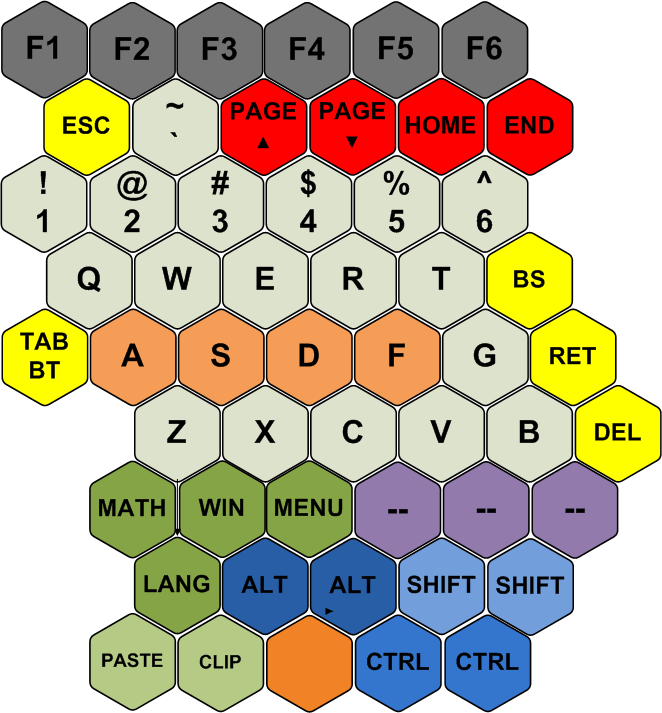 F1 F2 F3 F4 F5 F6
ESC ~ ` PAGE ▲ PAGE ▼ HOME END
! @ # $ % ^
1 2 3 4 5 6
Q W E R T BS
TAB
BT A S D F G RET
Z X C V B DEL
MATH WIN MENU -- -- --
LANG ALT ALT ► SHIFT SHIFT
PASTE CLIP CTRL CTRL